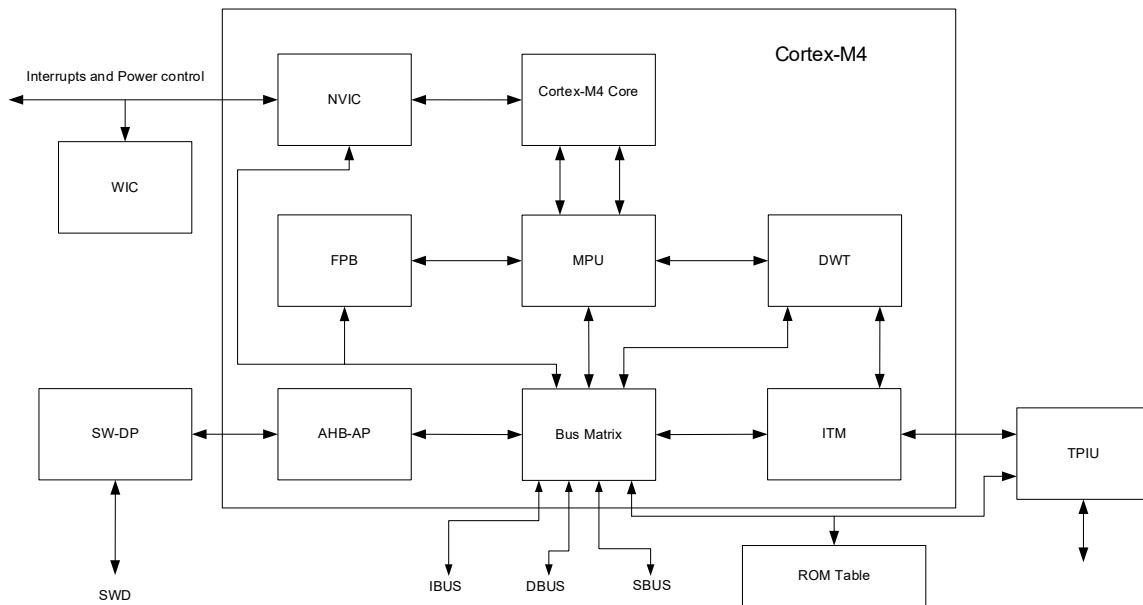 Cortex-M4
Interrupts and Power control
NVIC
Cortex-M4 Core
WIC
FPB
MPU
DWT
SW-DP
AHB-AP
Bus Matrix
ITM
TPIU
IBUS
DBUS
SBUS
ROM Table
SWD